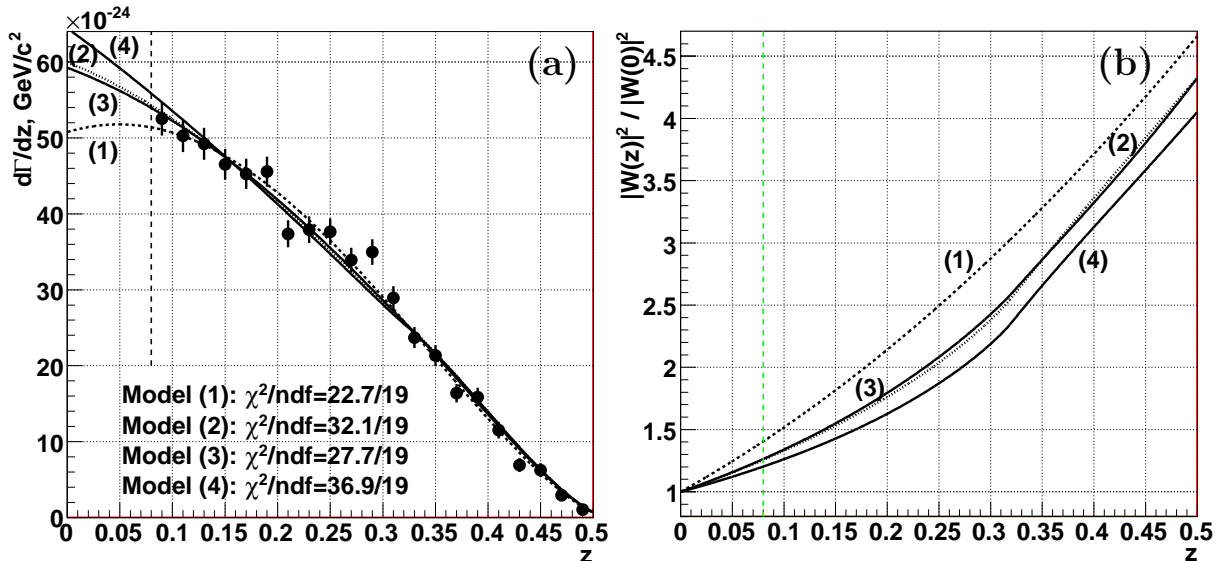 ×10⁻²⁴
dΓ/dz, GeV/c²
60
50
40
30
20
10
0
(2)
(4)
(3)
(1)
(a)
Model (1): χ²/ndf=22.7/19
Model (2): χ²/ndf=32.1/19
Model (3): χ²/ndf=27.7/19
Model (4): χ²/ndf=36.9/19
0 0.05 0.1 0.15 0.2 0.25 0.3 0.35 0.4 0.45 0.5
z
|W(z)|² / |W(0)|²
4.5
4
3.5
3
2.5
2
1.5
1
(b)
(2)
(1)
(4)
(3)
0 0.05 0.1 0.15 0.2 0.25 0.3 0.35 0.4 0.45 0.5
z